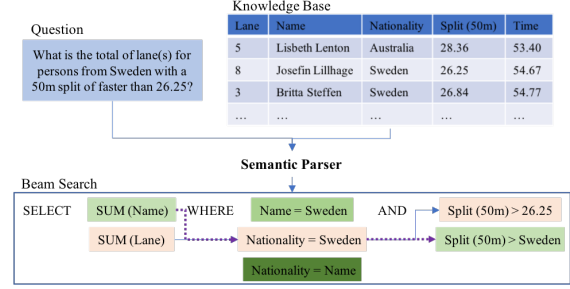 Question
What is the total of lane(s) for
persons from Sweden with a
50m split of faster than 26.25?
Knowledge Base
Lane Name Nationality Split (50m) Time
5 Lisbeth Lenton Australia 28.36 53.40
8 Josefin Lillhage Sweden 26.25 54.67
3 Britta Steffen Sweden 26.84 54.77
… … … … …
Semantic Parser
Beam Search
SELECT SUM (Name) WHERE Name = Sweden AND Split (50m) > 26.25
SUM (Lane) Nationality = Sweden Split (50m) > Sweden
Nationality = Name